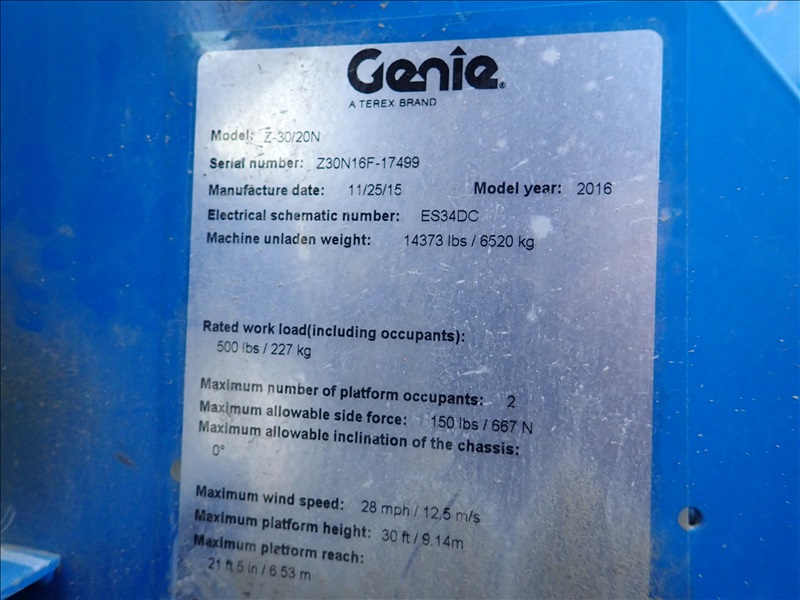 Genie®
A TEREX BRAND
Model: Z-30/20N
Serial number: Z30N16F-17499
Manufacture date: 11/25/15 Model year: 2016
Electrical schematic number: ES34DC
Machine unladen weight: 14373 lbs / 6520 kg
Rated work load(including occupants):
500 lbs / 227 kg
Maximum number of platform occupants: 2
Maximum allowable side force: 150 lbs / 667 N
Maximum allowable inclination of the chassis:
0°
Maximum wind speed: 28 mph / 12.5 m/s
Maximum platform height: 30 ft / 9.14m
Maximum platform reach:
21 ft 5 in / 6.53 m